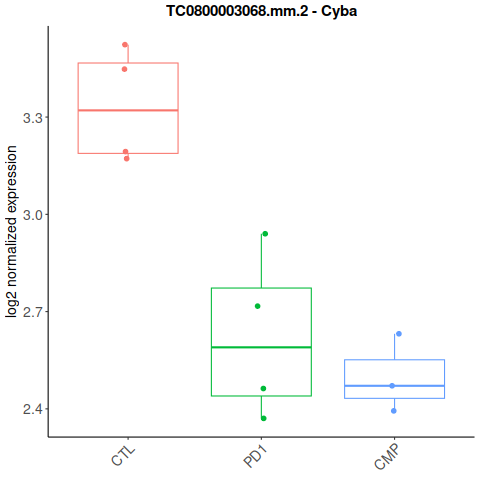 TC0800003068.mm.2 - Cyba
log2 normalized expression
3.3
3.0
2.7
2.4
CTL
PD1
CMP